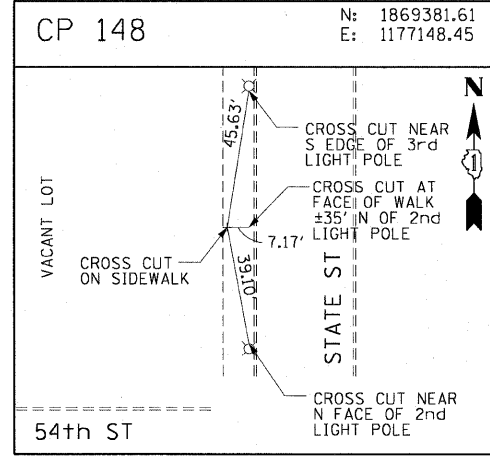 CP 148
N: 1869381.61
E: 1177148.45
N
1
45.63'
CROSS CUT NEAR
S EDGE OF 3rd
LIGHT POLE
CROSS CUT AT
FACE OF WALK
±35' N OF 2nd
LIGHT POLE
VACANT LOT
7.17'
CROSS CUT
ON SIDEWALK
39.10'
STATE ST
CROSS CUT NEAR
N FACE OF 2nd
LIGHT POLE
54th ST